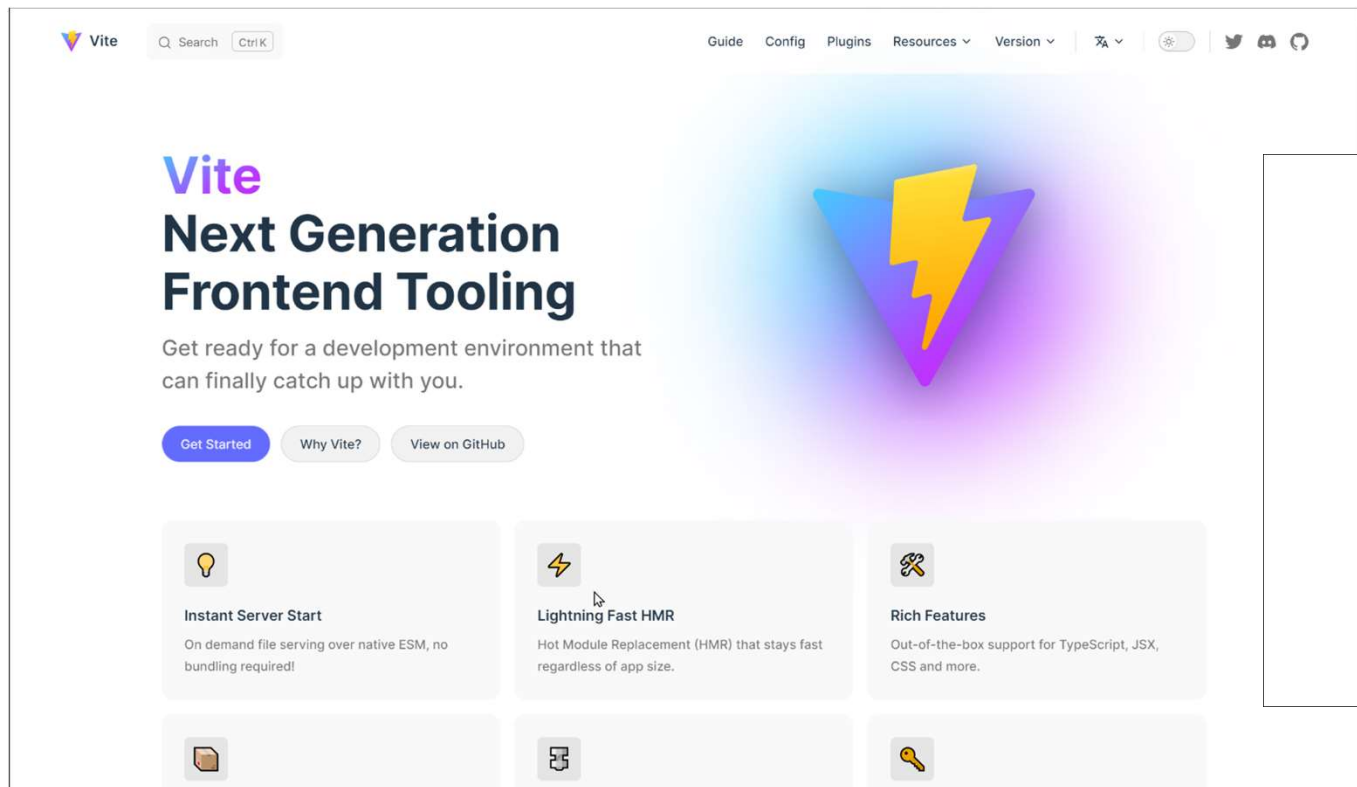 Vite
Search Ctrl K
Guide Config Plugins Resources Version
Vite
Next Generation
Frontend Tooling
Get ready for a development environment that
can finally catch up with you.
Get Started Why Vite? View on GitHub
Instant Server Start
On demand file serving over native ESM, no
bundling required!
Lightning Fast HMR
Hot Module Replacement (HMR) that stays fast
regardless of app size.
Rich Features
Out-of-the-box support for TypeScript, JSX,
CSS and more.